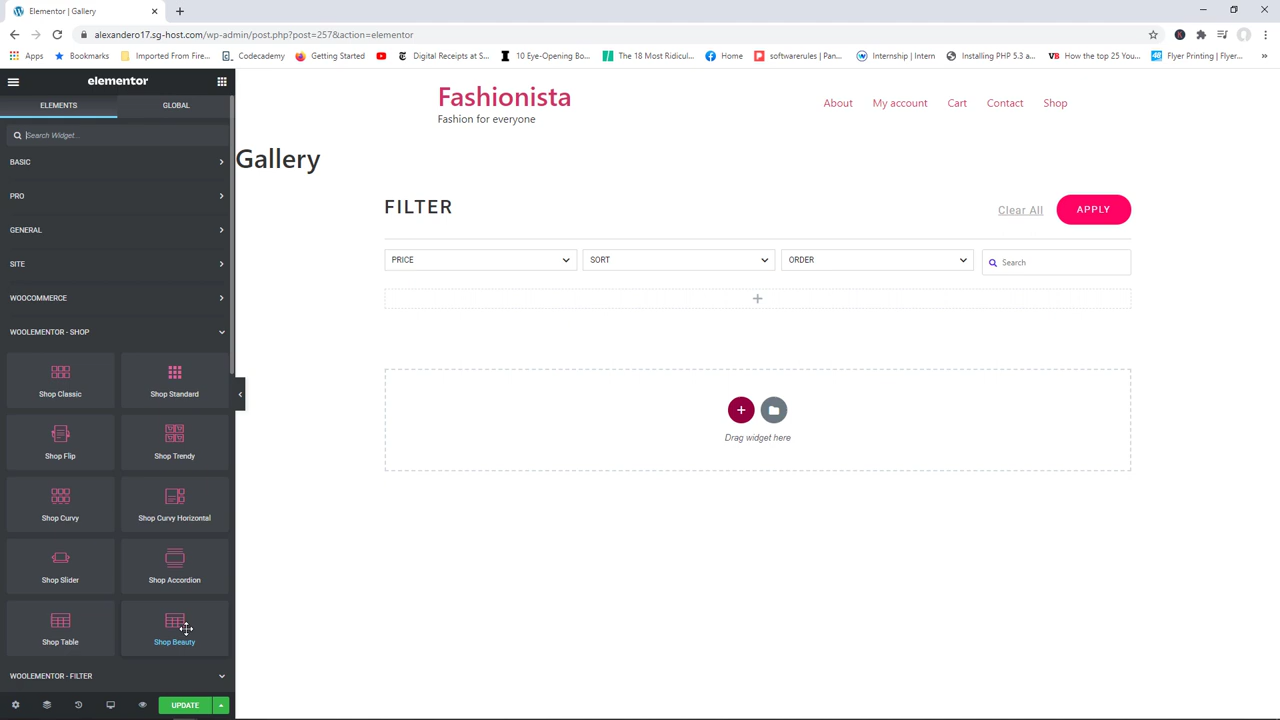 Elementor | Gallery
alexandero17.sg-host.com/wp-admin/post.php?post=257&action=elementor
Apps
Bookmarks
Imported From Fire...
Codecademy
Getting Started
Digital Receipts at S...
10 Eye-Opening Bo...
The 18 Most Ridicul...
Home
softwarerules | Pan...
Internship | Intern
Installing PHP 5.3 a...
How the top 25 You...
Flyer Printing | Flyer...
elementor
ELEMENTS
GLOBAL
Search Widget...
BASIC
PRO
GENERAL
SITE
WOOCOMMERCE
WOOLEMENTOR - SHOP
Shop Classic
Shop Standard
Shop Flip
Shop Trendy
Shop Curvy
Shop Curvy Horizontal
Shop Slider
Shop Accordion
Shop Table
Shop Beauty
WOOLEMENTOR - FILTER
UPDATE
Fashionista
Fashion for everyone
About
My account
Cart
Contact
Shop
Gallery
FILTER
Clear All
APPLY
PRICE
SORT
ORDER
Search
Drag widget here